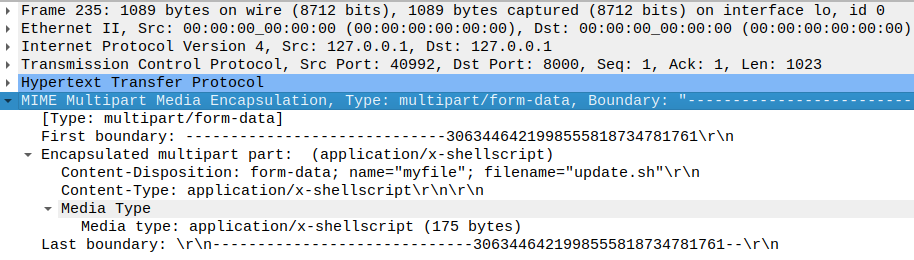 Frame 235: 1089 bytes on wire (8712 bits), 1089 bytes captured (8712 bits) on interface lo, id 0
Ethernet II, Src: 00:00:00_00:00:00 (00:00:00:00:00:00), Dst: 00:00:00_00:00:00 (00:00:00:00:00:00)
Internet Protocol Version 4, Src: 127.0.0.1, Dst: 127.0.0.1
Transmission Control Protocol, Src Port: 40992, Dst Port: 8000, Seq: 1, Ack: 1, Len: 1023
Hypertext Transfer Protocol
MIME Multipart Media Encapsulation, Type: multipart/form-data, Boundary: "--------------------------
[Type: multipart/form-data]
First boundary: -----------------------------3063446421998555818734781761\r\n
Encapsulated multipart part:  (application/x-shellscript)
Content-Disposition: form-data; name="myfile"; filename="update.sh"\r\n
Content-Type: application/x-shellscript\r\n\r\n
Media Type
Media type: application/x-shellscript (175 bytes)
Last boundary: \r\n-----------------------------3063446421998555818734781761--\r\n